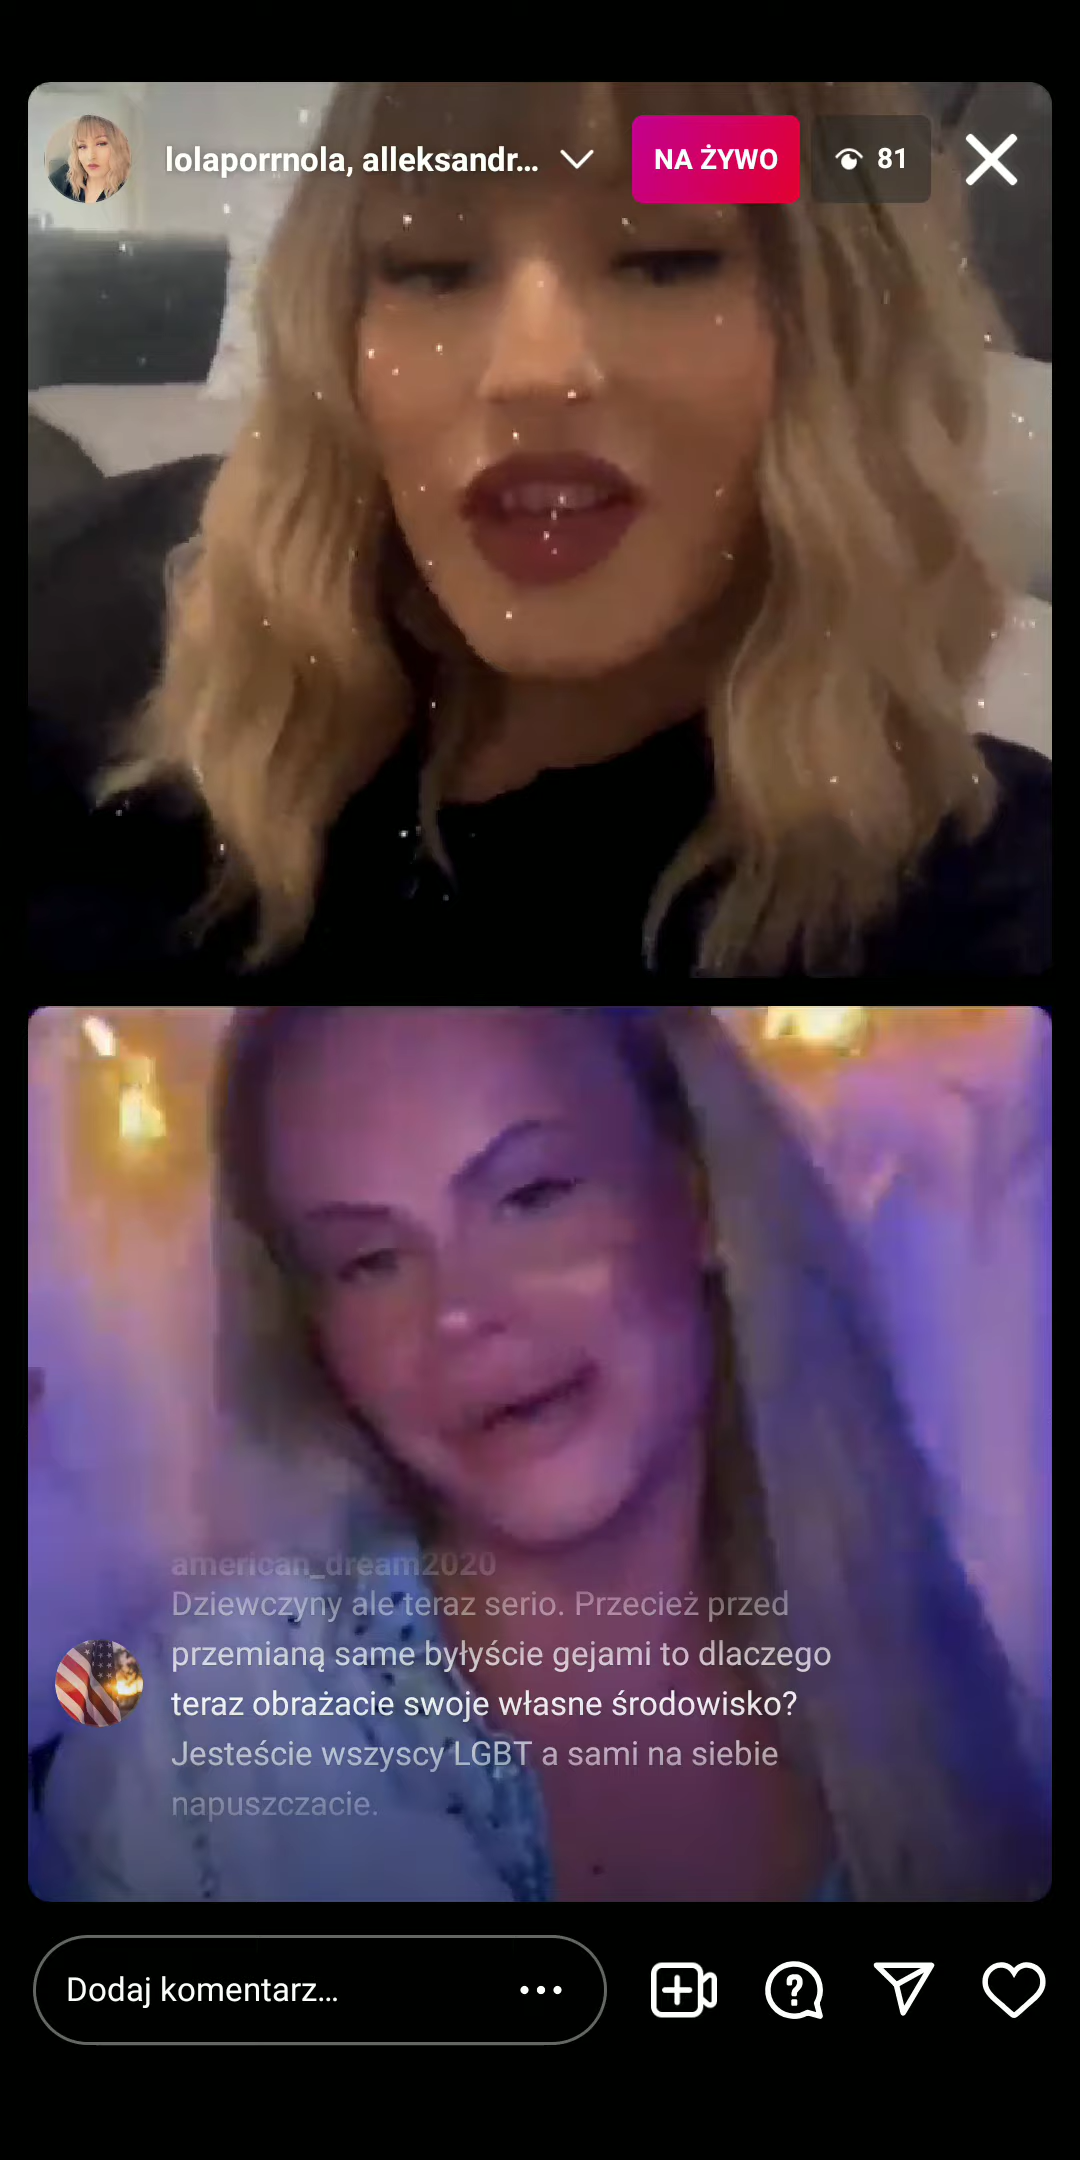 lolaporrnola, alleksandr...
NA ŻYWO
81
american_dream2020
Dziewczyny ale teraz serio. Przecież przed
przemianą same byłyście gejami to dlaczego
teraz obrażacie swoje własne środowisko?
Jesteście wszyscy LGBT a sami na siebie
napuszczacie.
Dodaj komentarz...